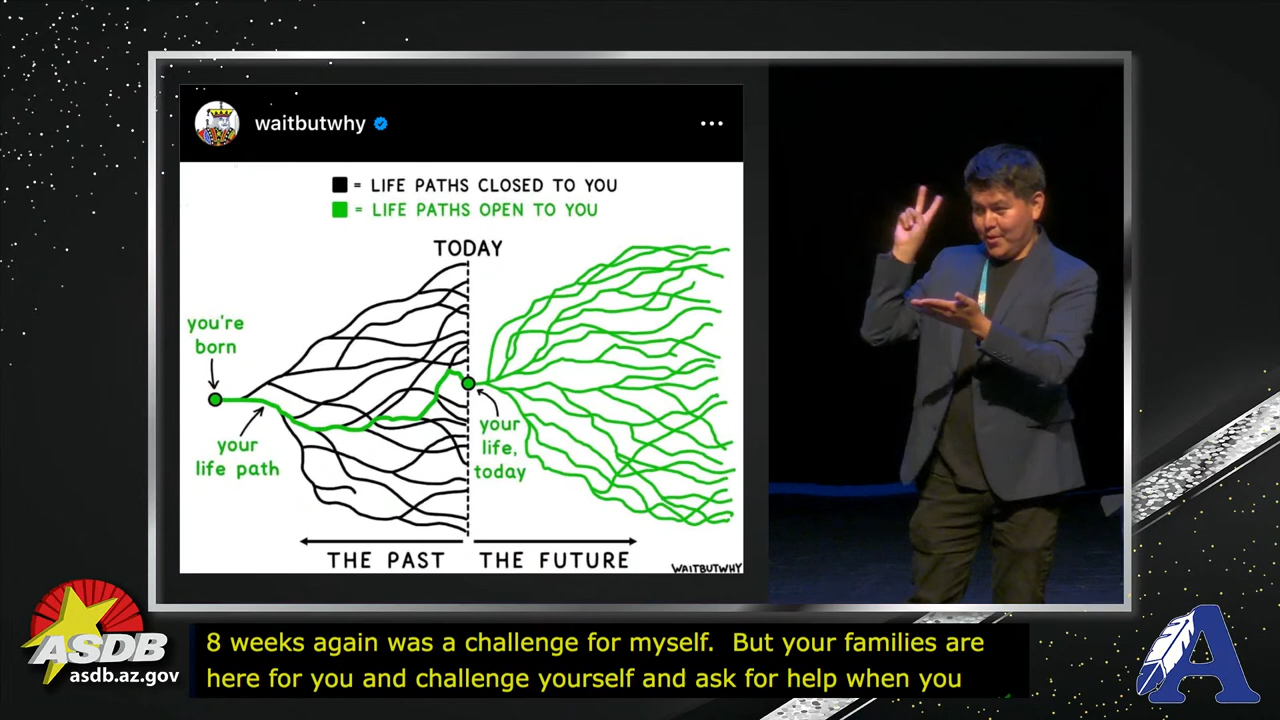 waitbutwhy
= LIFE PATHS CLOSED TO YOU
= LIFE PATHS OPEN TO YOU
TODAY
you're
born
your
life path
your
life,
today
THE PAST
THE FUTURE
WAITBUTWHY
ASDB
asdb.az.gov
8 weeks again was a challenge for myself.  But your families are
here for you and challenge yourself and ask for help when you
A